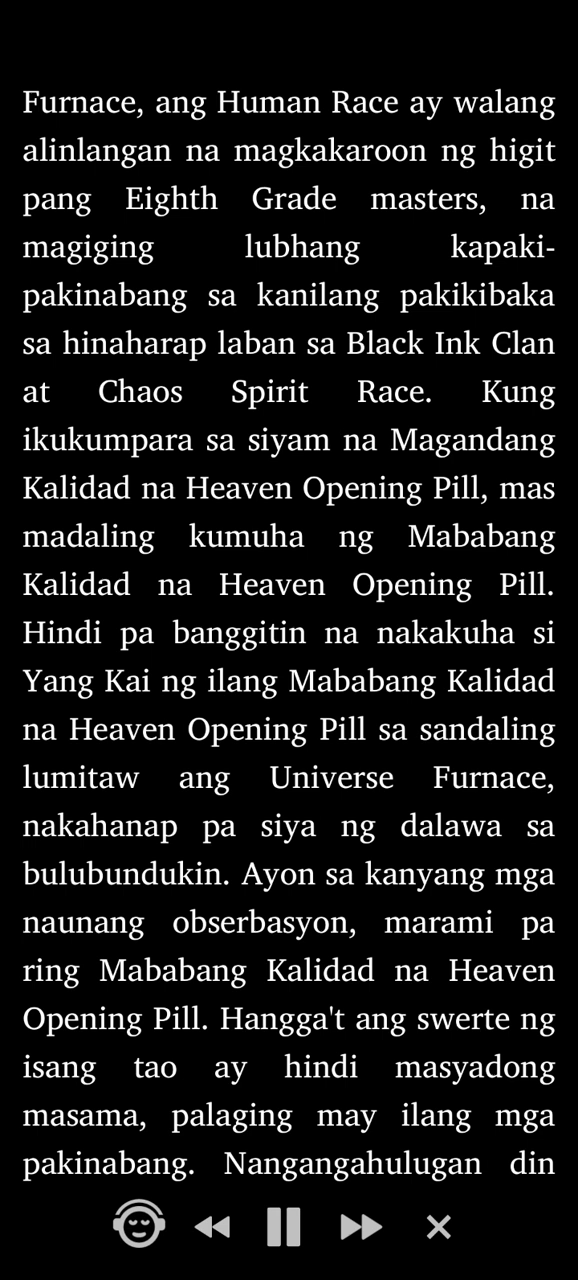 Furnace, ang Human Race ay walang
alinlangan na magkakaroon ng higit
pang Eighth Grade masters, na
magiging lubhang kapaki-
pakinabang sa kanilang pakikibaka
sa hinaharap laban sa Black Ink Clan
at Chaos Spirit Race. Kung
ikukumpara sa siyam na Magandang
Kalidad na Heaven Opening Pill, mas
madaling kumuha ng Mababang
Kalidad na Heaven Opening Pill.
Hindi pa banggitin na nakakuha si
Yang Kai ng ilang Mababang Kalidad
na Heaven Opening Pill sa sandaling
lumitaw ang Universe Furnace,
nakahanap pa siya ng dalawa sa
bulubundukin. Ayon sa kanyang mga
naunang obserbasyon, marami pa
ring Mababang Kalidad na Heaven
Opening Pill. Hangga't ang swerte ng
isang tao ay hindi masyadong
masama, palaging may ilang mga
pakinabang. Nangangahulugan din